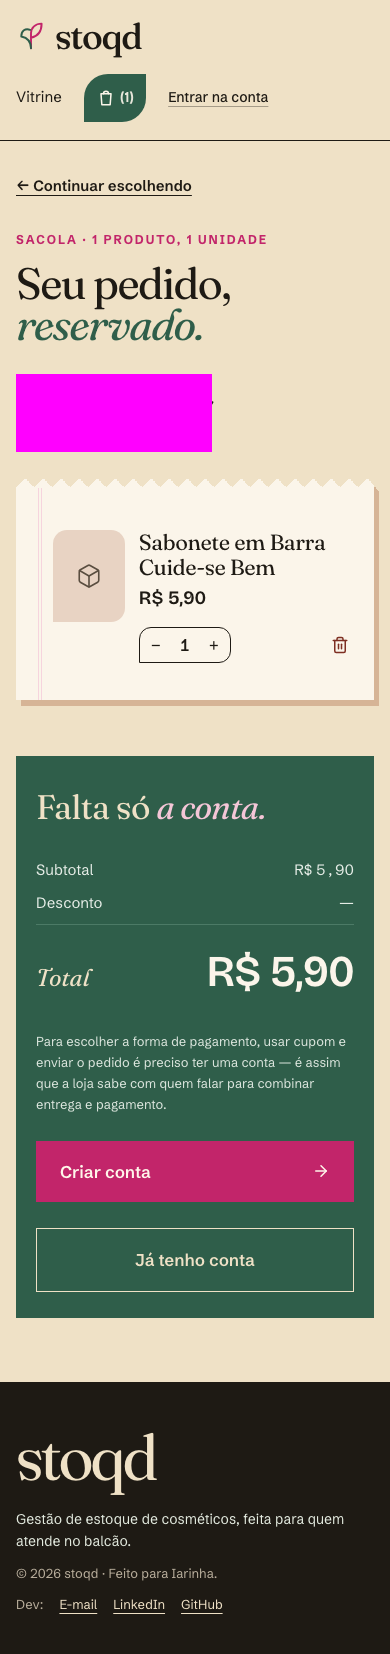 stoqd
Vitrine (1) Entrar na conta
← Continuar escolhendo
SACOLA · 1 PRODUTO, 1 UNIDADE
Seu pedido,
reservado.
Sabonete em Barra
Cuide-se Bem
R$ 5,90
− 1 +
Falta só a conta.
Subtotal R$ 5,90
Desconto —
Total R$ 5,90
Para escolher a forma de pagamento, usar cupom e
enviar o pedido é preciso ter uma conta — é assim
que a loja sabe com quem falar para combinar
entrega e pagamento.
Criar conta →
Já tenho conta
stoqd
Gestão de estoque de cosméticos, feita para quem
atende no balcão.
© 2026 stoqd · Feito para Iarinha.
Dev: E-mail LinkedIn GitHub